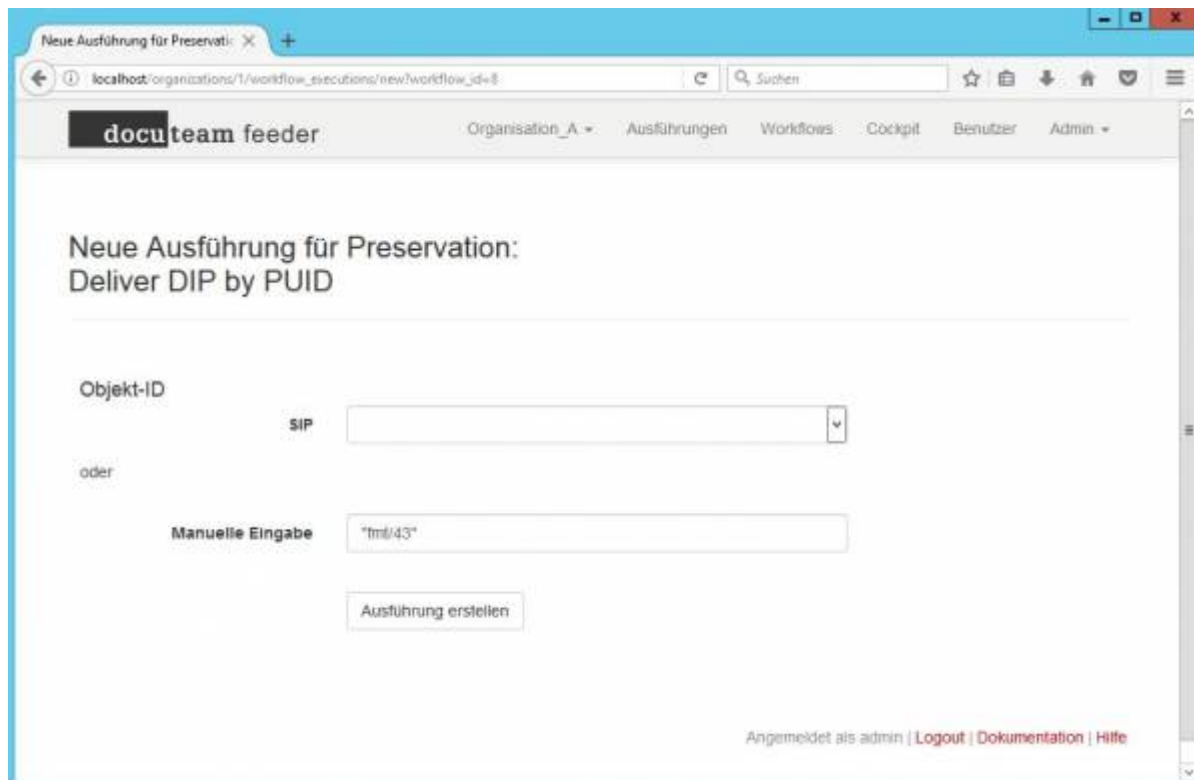 Neue Ausführung für Preservati
localhost/organizations/1/workflow_executions/new?workflow_id=8
Suchen
docuteam feeder
Organisation_A
Ausführungen
Workflows
Cockpit
Benutzer
Admin
Neue Ausführung für Preservation:
Deliver DIP by PUID
Objekt-ID
SIP
oder
Manuelle Eingabe
"fmt/43"
Ausführung erstellen
Angemeldet als admin | Logout | Dokumentation | Hilfe